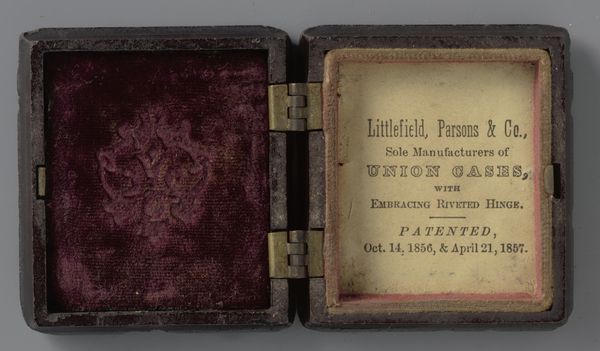 Littlefield, Parsons & Co.,
Sole Manufacturers of
UNION CASES,
WITH
EMBRACING RIVETED HINGE.
PATENTED,
Oct. 14, 1856, & April 21, 1857.